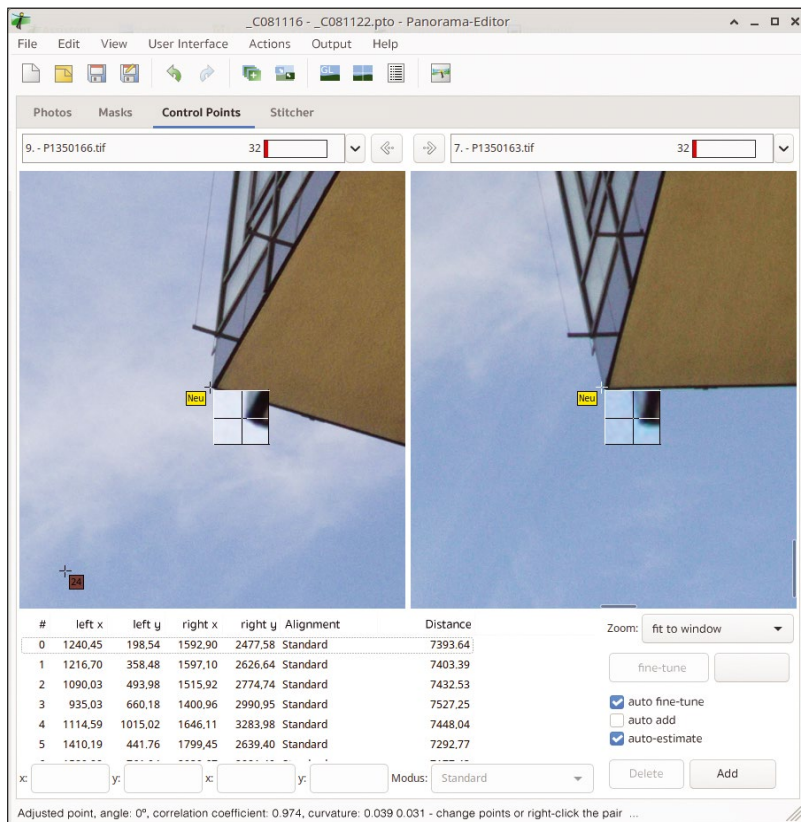 _C081116 - _C081122.pto - Panorama-Editor
File Edit View User Interface Actions Output Help
GL
Photos Masks Control Points Stitcher
9. - P1350166.tif 32 7. - P1350163.tif 32
Neu Neu
24
# left x left y right x right y Alignment Distance
0 1240,45 198,54 1592,90 2477,58 Standard 7393.64
1 1216,70 358,48 1597,10 2626,64 Standard 7403.39
2 1090,03 493,98 1515,92 2774,74 Standard 7432.53
3 935,03 660,18 1400,96 2990,95 Standard 7527,25
4 1114,59 1015,02 1646,11 3283,98 Standard 7448,04
5 1410,19 441.76 1799,45 2639,40 Standard 7292,77
Zoom: fit to window
fine-tune
auto fine-tune
auto add
auto-estimate
x: y: x: y: Modus: Standard Delete Add
Adjusted point, angle: 0º, correlation coefficient: 0.974, curvature: 0.039 0.031 - change points or right-click the pair ...